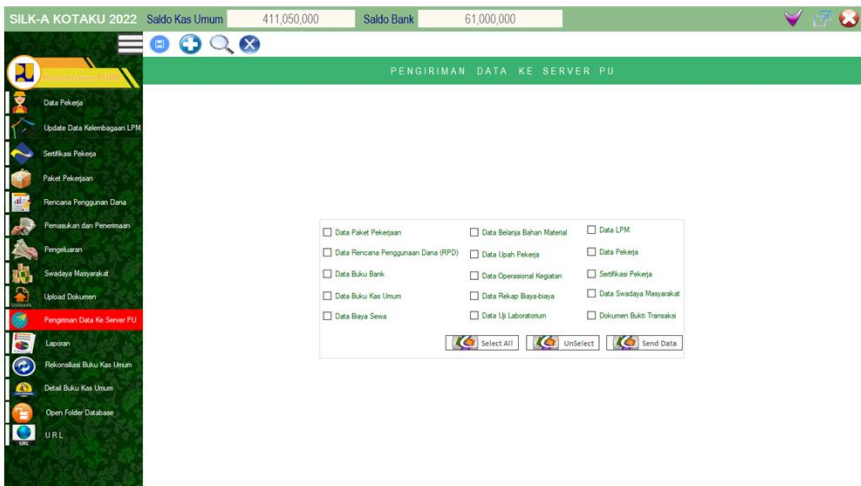 SILK-A KOTAKU 2022 Saldo Kas Umum 411,050,000 Saldo Bank 61,000,000
PENGIRIMAN DATA KE SERVER PU
Data Pekerja
Update Data Kelembagaan LPM
Sertifikasi Pekerja
Paket Pekerjaan
Rencana Penggunan Dana
Pemasukan dan Penerimaan
Pengeluaran
Swadaya Masyarakat
Upload Dokumen
Pengiriman Data Ke Server PU
Laporan
Rekonsiliasi Buku Kas Umum
Detail Buku Kas Umum
Open Folder Database
URL
URL
Data Paket Pekerjaan
Data Rencana Penggunaan Dana (RPD)
Data Buku Bank
Data Buku Kas Umum
Data Biaya Sewa
Data Belanja Bahan Material
Data Upah Pekerja
Data Operasional Kegiatan
Data Rekap Biaya-biaya
Data Uji Laboratorium
Data LPM
Data Pekerja
Sertifikasi Pekerja
Data Swadaya Masyarakat
Dokumen Bukti Transaksi
Select All UnSelect Send Data